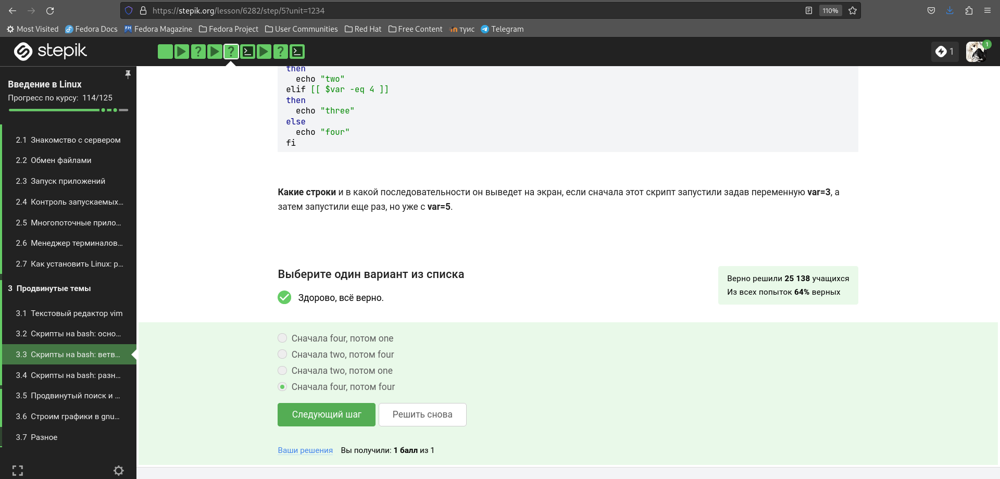 https://stepik.org/lesson/6282/step/5?unit=1234
110%
Most Visited
Fedora Docs
Fedora Magazine
Fedora Project
User Communities
Red Hat
Free Content
туис
Telegram
stepik
?
?
?
1
1
Введение в Linux
Прогресс по курсу: 114/125
2.1 Знакомство с сервером
2.2 Обмен файлами
2.3 Запуск приложений
2.4 Контроль запускаемых...
2.5 Многопоточные прило...
2.6 Менеджер терминалов...
2.7 Как установить Linux: р...
3 Продвинутые темы
3.1 Текстовый редактор vim
3.2 Скрипты на bash: осно...
3.3 Скрипты на bash: ветв...
3.4 Скрипты на bash: разн...
3.5 Продвинутый поиск и ...
3.6 Строим графики в gnu...
3.7 Разное
then
echo "two"
elif [[ $var -eq 4 ]]
then
echo "three"
else
echo "four"
fi
Какие строки и в какой последовательности он выведет на экран, если сначала этот скрипт запустили задав переменную var=3, а
затем запустили еще раз, но уже с var=5.
Выберите один вариант из списка
Здорово, всё верно.
Верно решили 25 138 учащихся
Из всех попыток 64% верных
Сначала four, потом one
Сначала two, потом four
Сначала two, потом one
Сначала four, потом four
Следующий шаг
Решить снова
Ваши решения Вы получили: 1 балл из 1